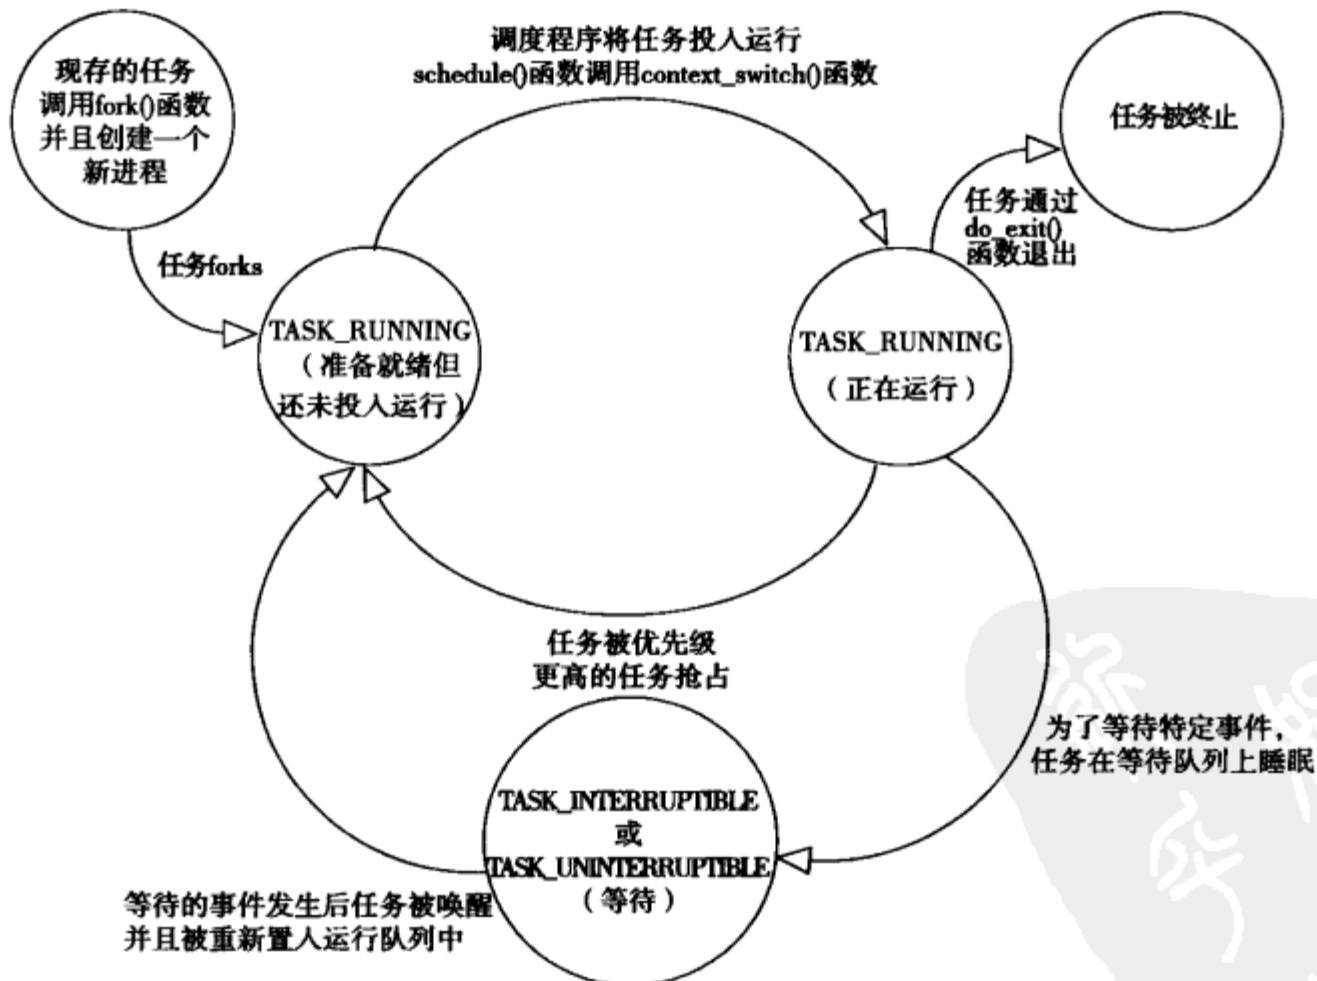 现存的任务
调用fork()函数
并且创建一个
新进程
调度程序将任务投入运行
schedule()函数调用context_switch()函数
任务被终止
任务forks
任务通过
do_exit()
函数退出
TASK_RUNNING
（准备就绪但
还未投入运行）
TASK_RUNNING
（正在运行）
任务被优先级
更高的任务抢占
为了等待特定事件，
任务在等待队列上睡眠
TASK_INTERRUPTIBLE
或
TASK_UNINTERRUPTIBLE
（等待）
等待的事件发生后任务被唤醒
并且被重新置入运行队列中